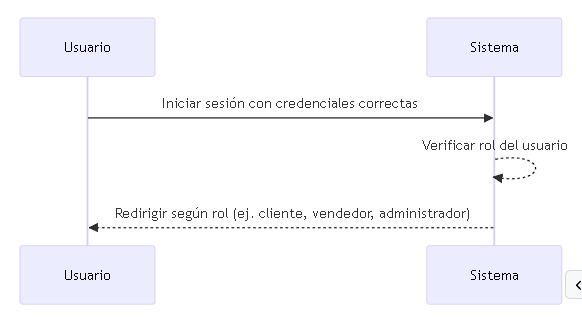 Usuario
Sistema
Iniciar sesión con credenciales correctas
Verificar rol del usuario
Redirigir según rol (ej. cliente, vendedor, administrador)
Usuario
Sistema